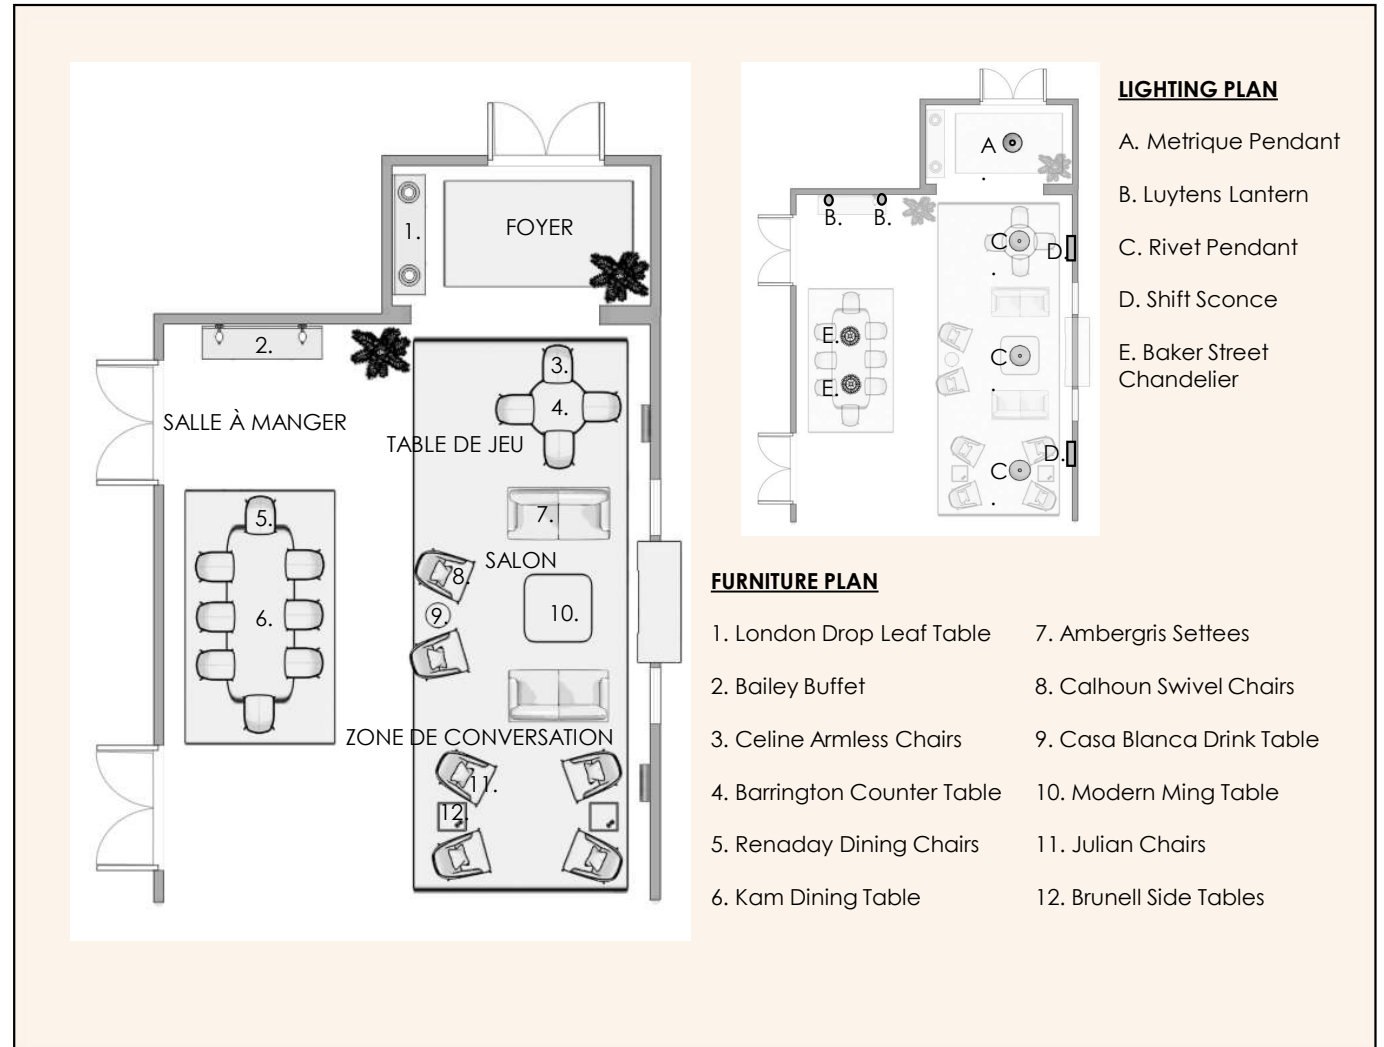 FOYER
1.
2.
SALLE À MANGER
3.
4.
TABLE DE JEU
5.
6.
7.
SALON
8.
9.
10.
ZONE DE CONVERSATION
11.
12.
A
.
B.
B.
C
.
D.
E.
C
.
E.
C
.
D.
LIGHTING PLAN
A. Metrique Pendant
B. Luytens Lantern
C. Rivet Pendant
D. Shift Sconce
E. Baker Street
Chandelier
FURNITURE PLAN
1. London Drop Leaf Table
2. Bailey Buffet
3. Celine Armless Chairs
4. Barrington Counter Table
5. Renaday Dining Chairs
6. Kam Dining Table
7. Ambergris Settees
8. Calhoun Swivel Chairs
9. Casa Blanca Drink Table
10. Modern Ming Table
11. Julian Chairs
12. Brunell Side Tables